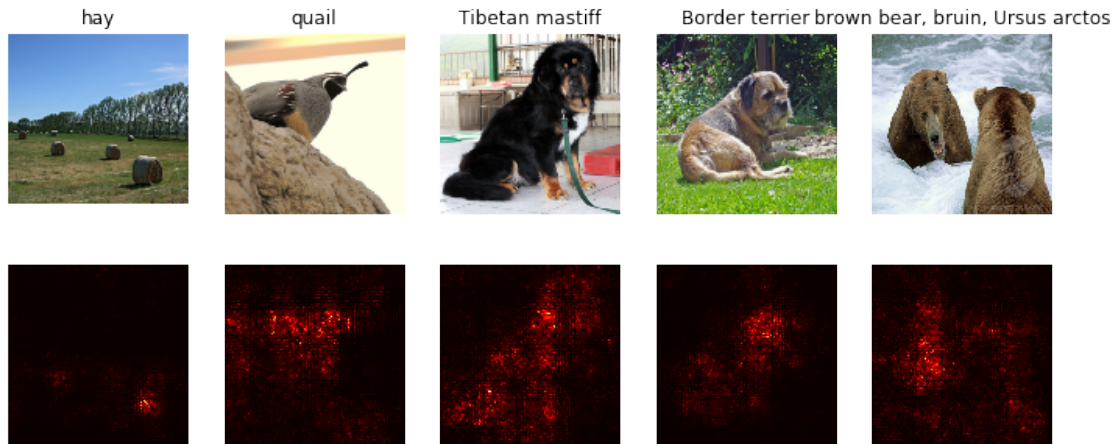 hay
quail
Tibetan mastiff
Border terrier
brown bear, bruin, Ursus arctos